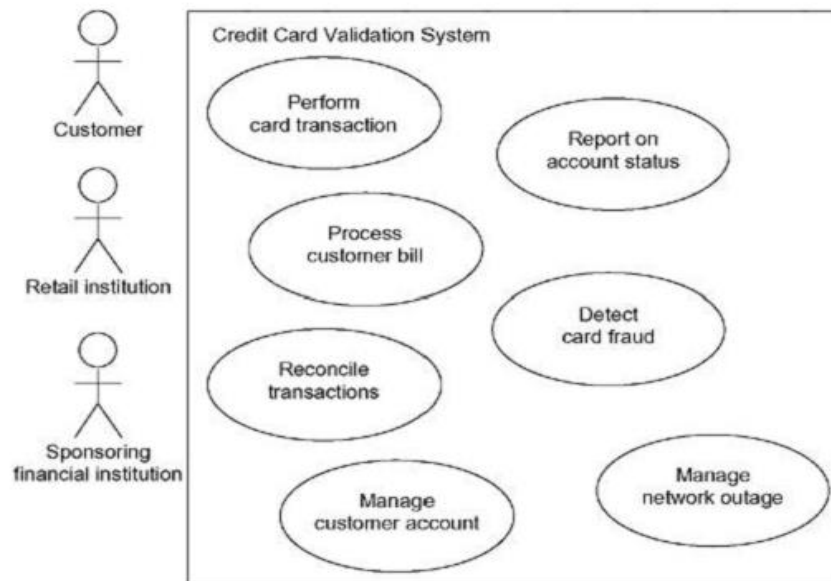 Credit Card Validation System
Perform
card transaction
Customer
Report on
account status
Process
customer bill
Retail institution
Detect
card fraud
Reconcile
transactions
Sponsoring
financial institution
Manage
customer account
Manage
network outage